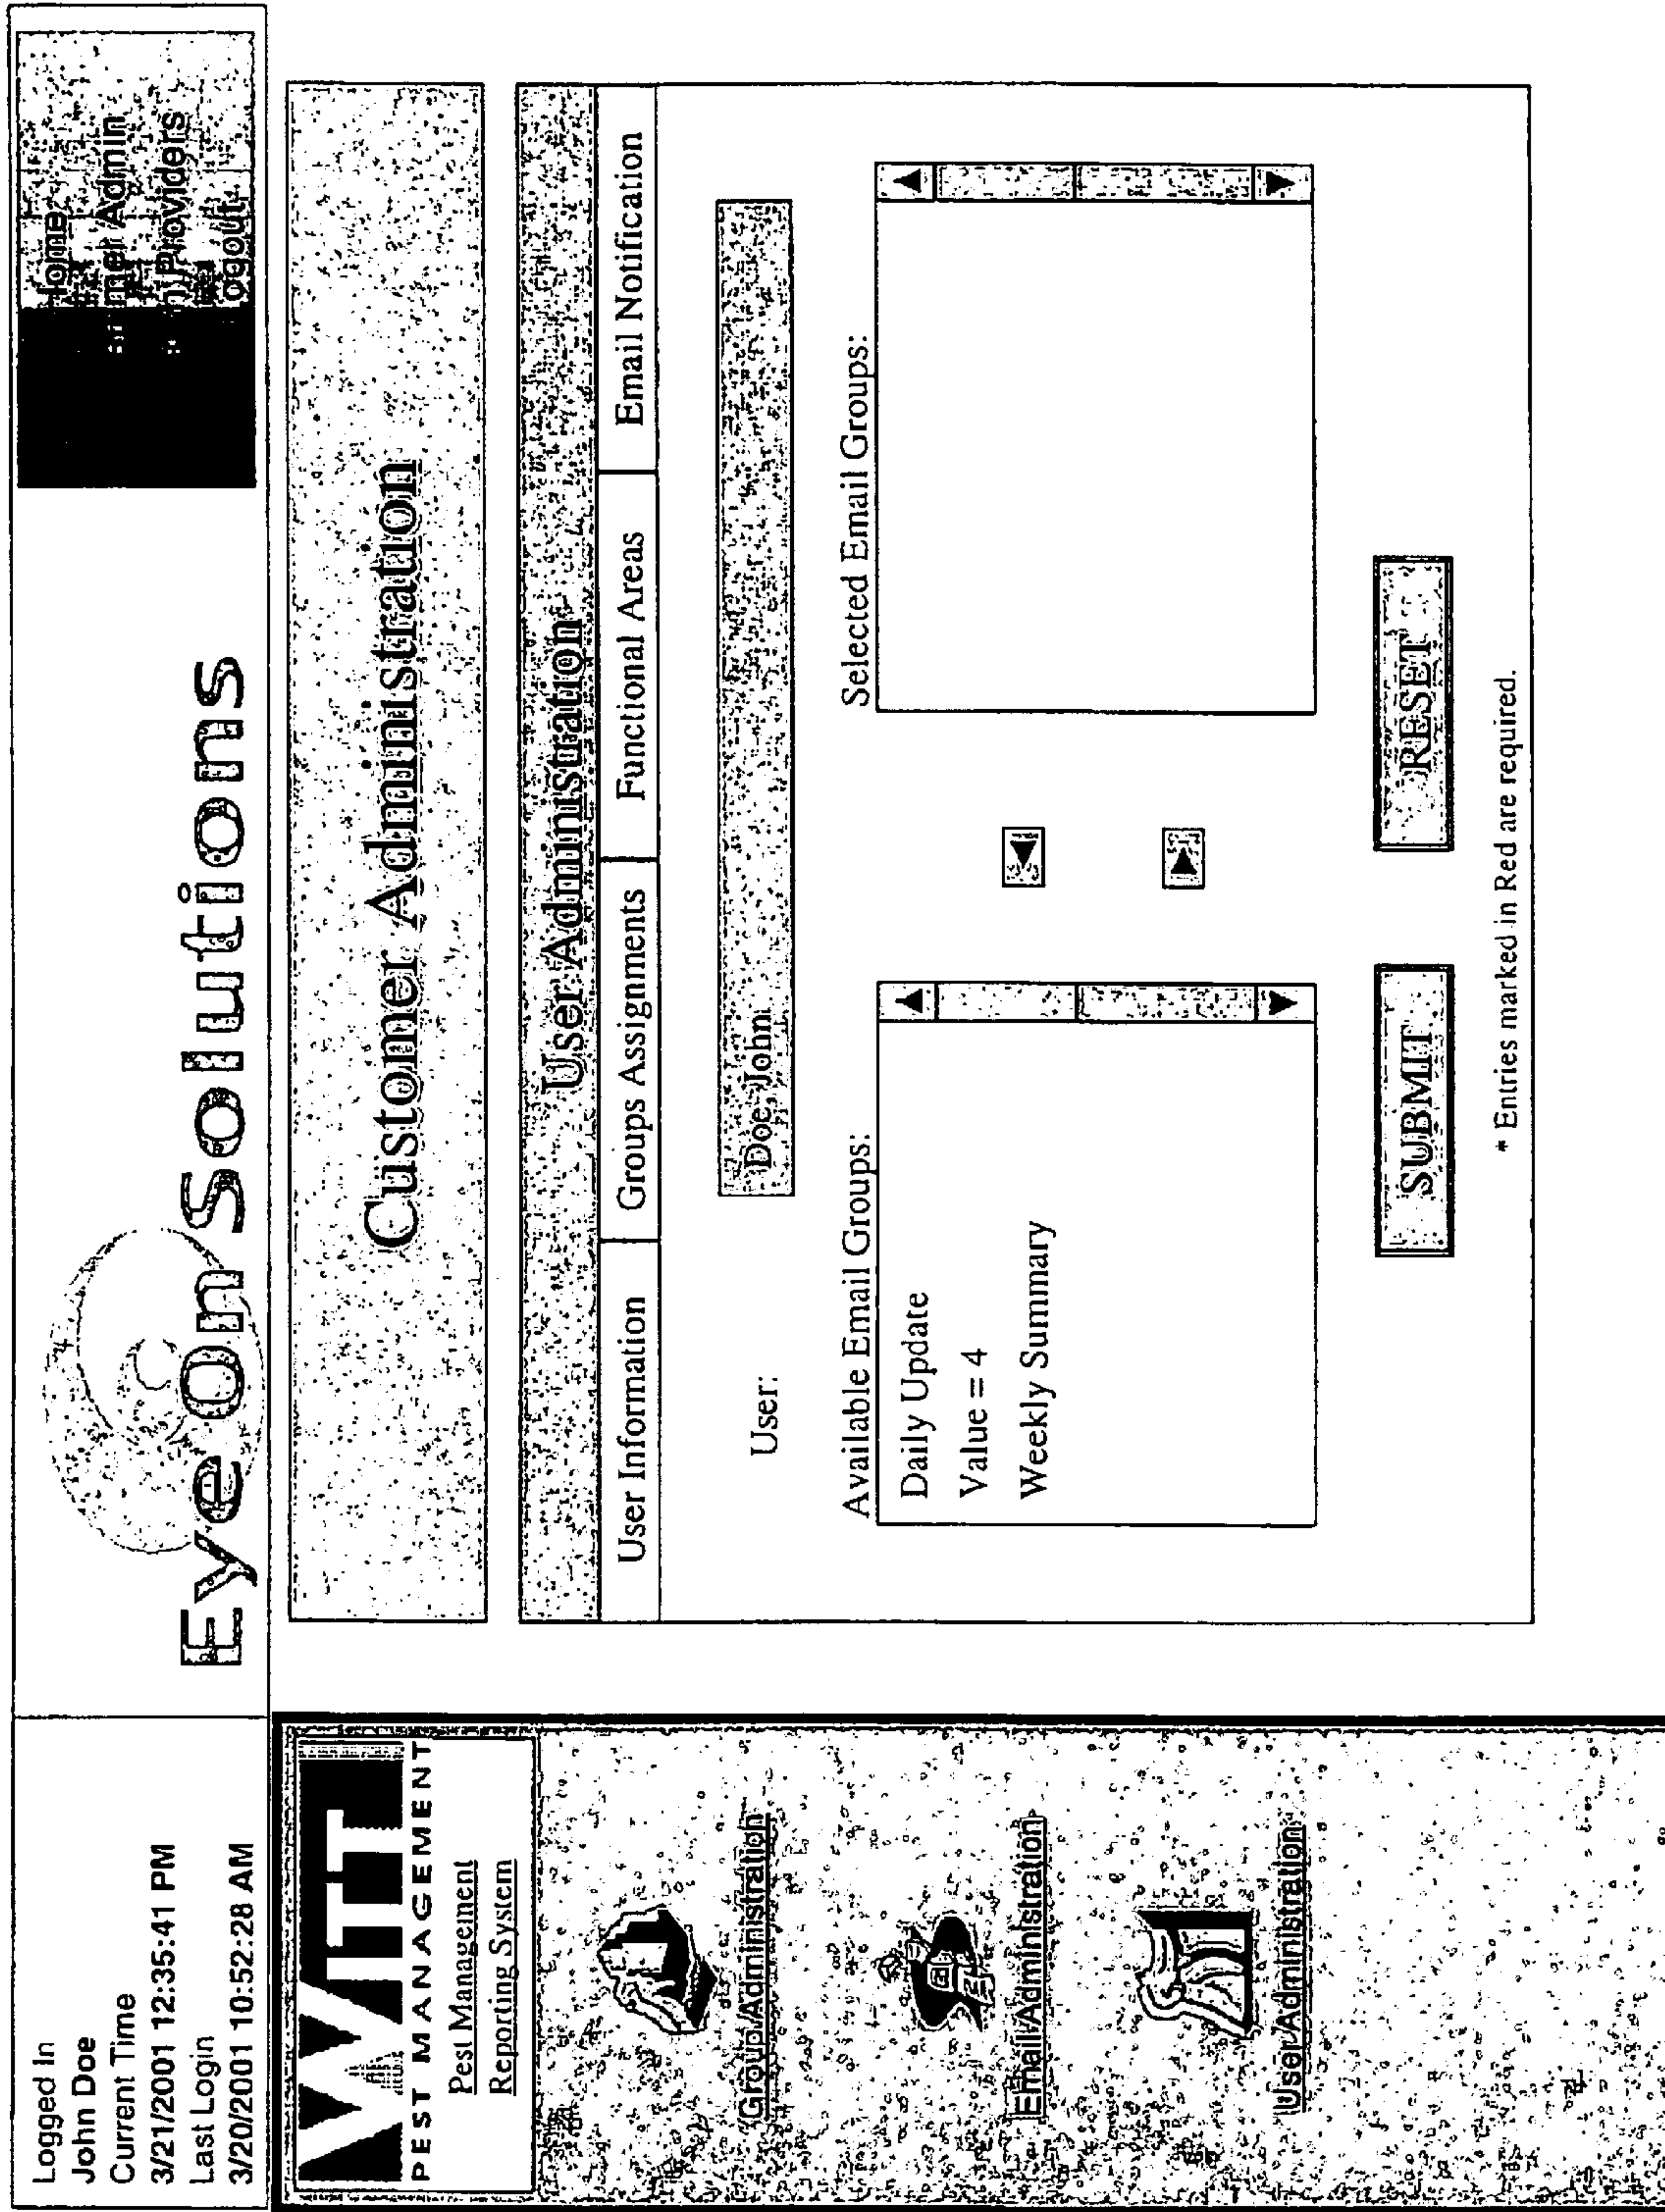 Logged In
John Doe
Current Time
3/21/2001 12:35:41 PM
Last Login
3/20/2001 10:52:28 AM
Eye On Solutions
Admin
Providers
PEST MANAGEMENT
Pest Management
Reporting System
Group Administration
Email Administration
User Administration
Customer Administration
User Administration
User Information
Groups Assignments
Functional Areas
Email Notification
User:
Doe, John
Available Email Groups:
Selected Email Groups:
Daily Update
Value = 4
Weekly Summary
SUBMIT
RESET
* Entries marked in Red are required.